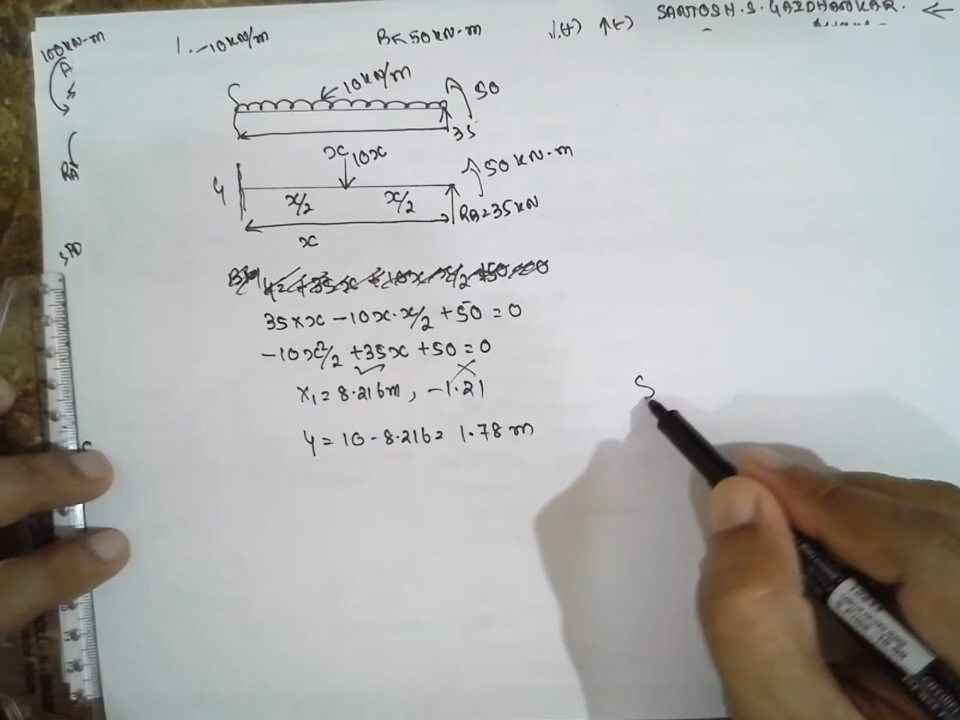 SANTOSH.S.GAIDHANKAR. ←
100kN-m 1. -10kN/m B 50kN-m ↓(+) ↑(-)
A
10kN/m 50
35
x
10x
50kN-m
y
x/2 x/2 RB=35kN
RA
x
35×x -10x.x/2 +50 = 0
-10x²/2 +35x +50 = 0
x1 = 8.216m, -1.21
y = 10 - 8.216 = 1.78 m
S